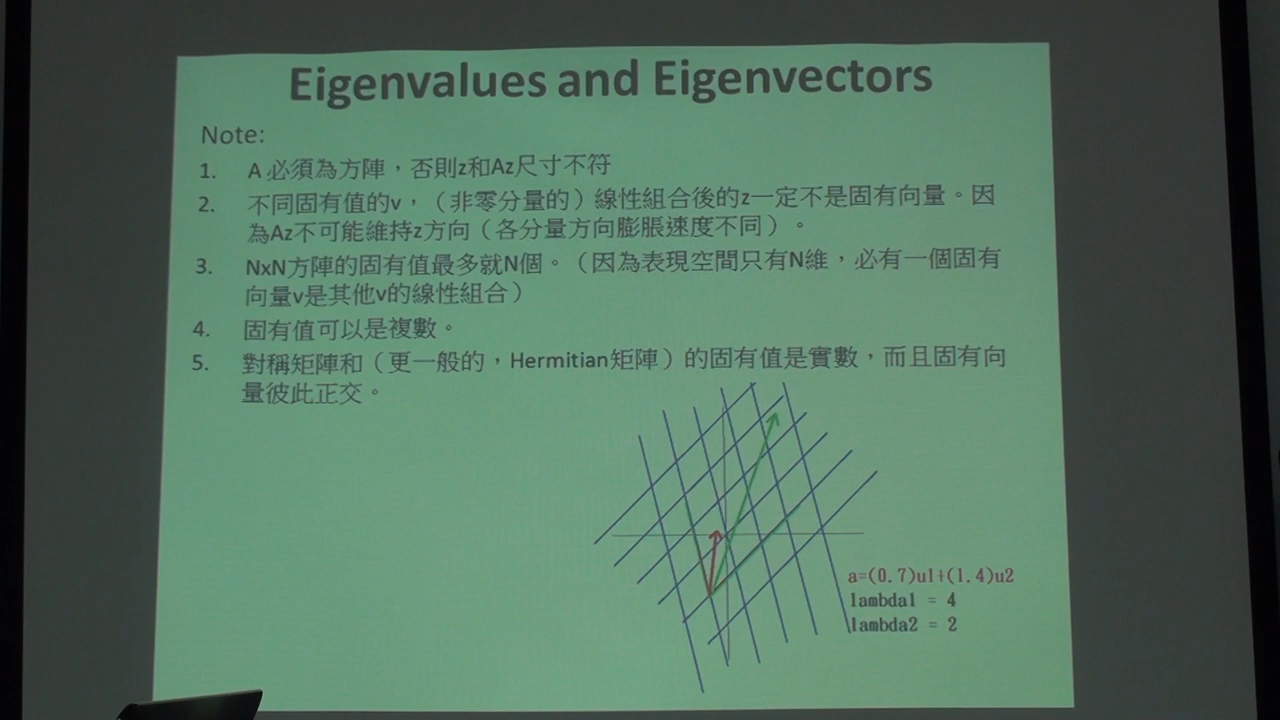 Eigenvalues and Eigenvectors
Note:
1. A 必須為方陣，否則z和Az尺寸不符
2. 不同固有值的v，（非零分量的）線性組合後的z一定不是固有向量。因
為Az不可能維持z方向（各分量方向膨脹速度不同）。
3. NxN方陣的固有值最多就N個。（因為表現空間只有N維，必有一個固有
向量v是其他v的線性組合）
4. 固有值可以是複數。
5. 對稱矩陣和（更一般的，Hermitian矩陣）的固有值是實數，而且固有向
量彼此正交。
a=(0.7)u1+(1.4)u2
lambda1 = 4
lambda2 = 2